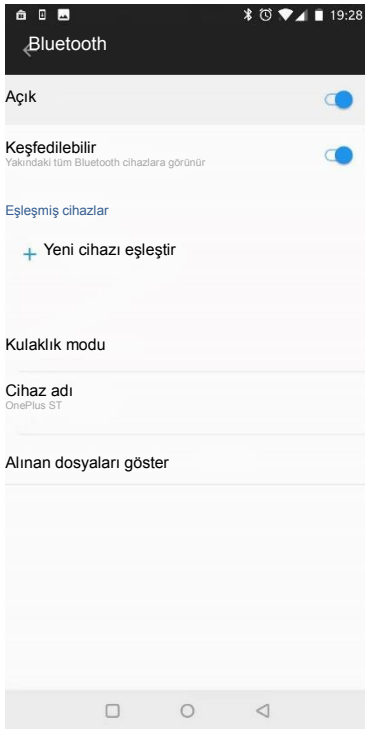 19:28
Bluetooth
Açık
Keşfedilebilir
Yakındaki tüm Bluetooth cihazlara görünür
Eşleşmiş cihazlar
+ Yeni cihazı eşleştir
Kulaklık modu
Cihaz adı
OnePlus ST
Alınan dosyaları göster